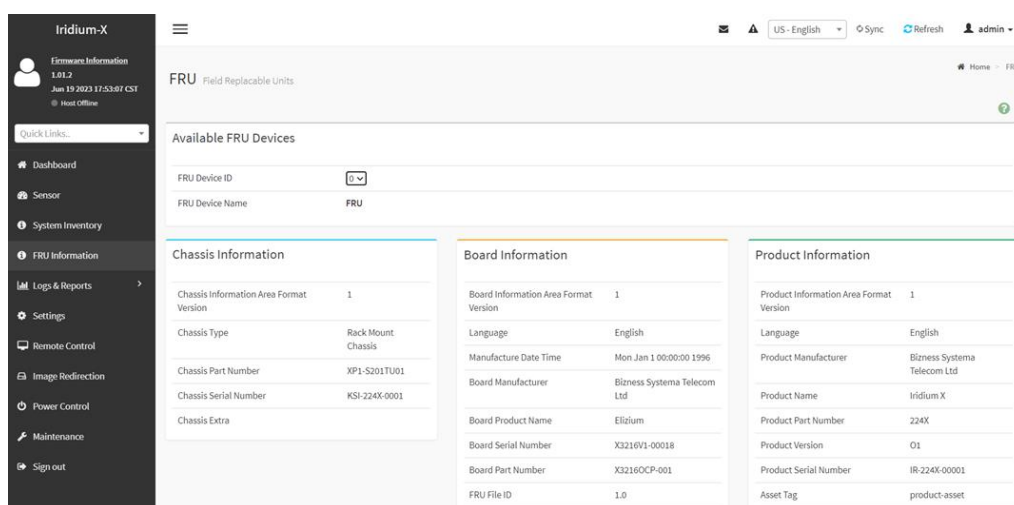 Iridium-X
US - English
Sync
Refresh
admin
Firmware Information
1.01.2
Jun 19 2023 17:53:07 CST
Host Offline
Quick Links..
Dashboard
Sensor
System Inventory
FRU Information
Logs & Reports
Settings
Remote Control
Image Redirection
Power Control
Maintenance
Sign out
FRU Field Replacable Units
Home > FR
Available FRU Devices
FRU Device ID 0
FRU Device Name FRU
Chassis Information
Chassis Information Area Format Version 1
Chassis Type Rack Mount Chassis
Chassis Part Number XP1-S201TU01
Chassis Serial Number KSI-224X-0001
Chassis Extra
Board Information
Board Information Area Format Version 1
Language English
Manufacture Date Time Mon Jan 1 00:00:00 1996
Board Manufacturer Bizness Systema Telecom Ltd
Board Product Name Elizium
Board Serial Number X3216V1-00018
Board Part Number X3216OCP-001
FRU File ID 1.0
Product Information
Product Information Area Format Version 1
Language English
Product Manufacturer Bizness Systema Telecom Ltd
Product Name Iridium X
Product Part Number 224X
Product Version O1
Product Serial Number IR-224X-00001
Asset Tag product-asset